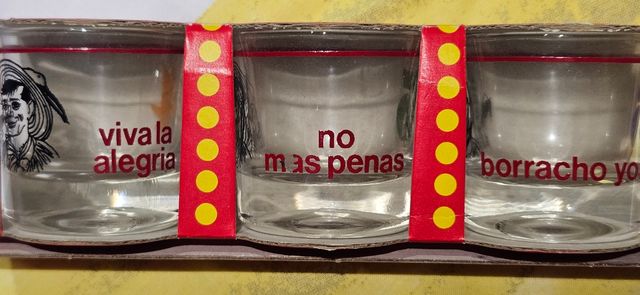 viva la
alegria
no
mas penas
borracho yo